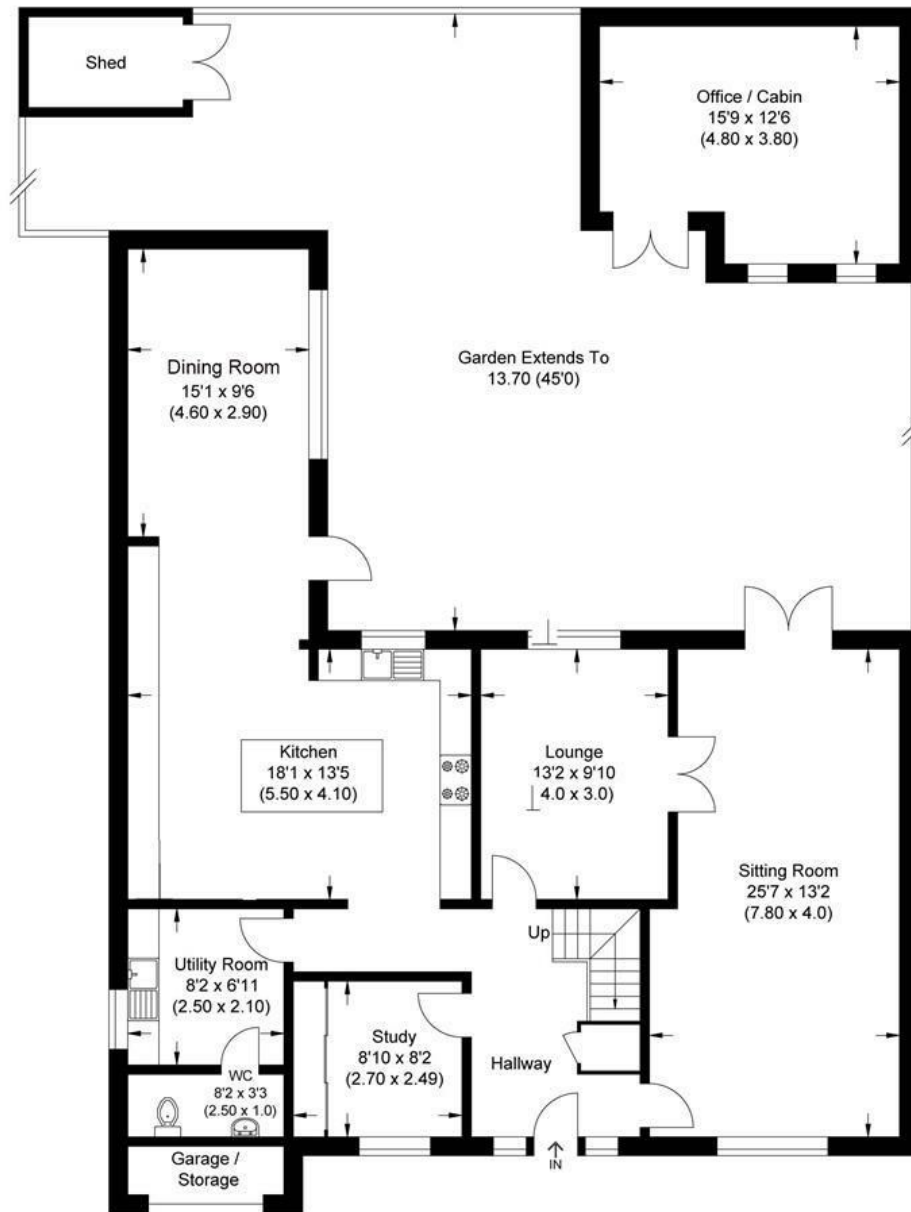 Shed
Office / Cabin
15'9 x 12'6
(4.80 x 3.80)
Dining Room
15'1 x 9'6
(4.60 x 2.90)
Garden Extends To
13.70 (45'0)
Kitchen
18'1 x 13'5
(5.50 x 4.10)
Lounge
13'2 x 9'10
4.0 x 3.0)
Sitting Room
25'7 x 13'2
(7.80 x 4.0)
Up
Utility Room
8'2 x 6'11
(2.50 x 2.10)
Study
8'10 x 8'2
(2.70 x 2.49)
Hallway
WC
8'2 x 3'3
(2.50 x 1.0)
Garage /
Storage
IN